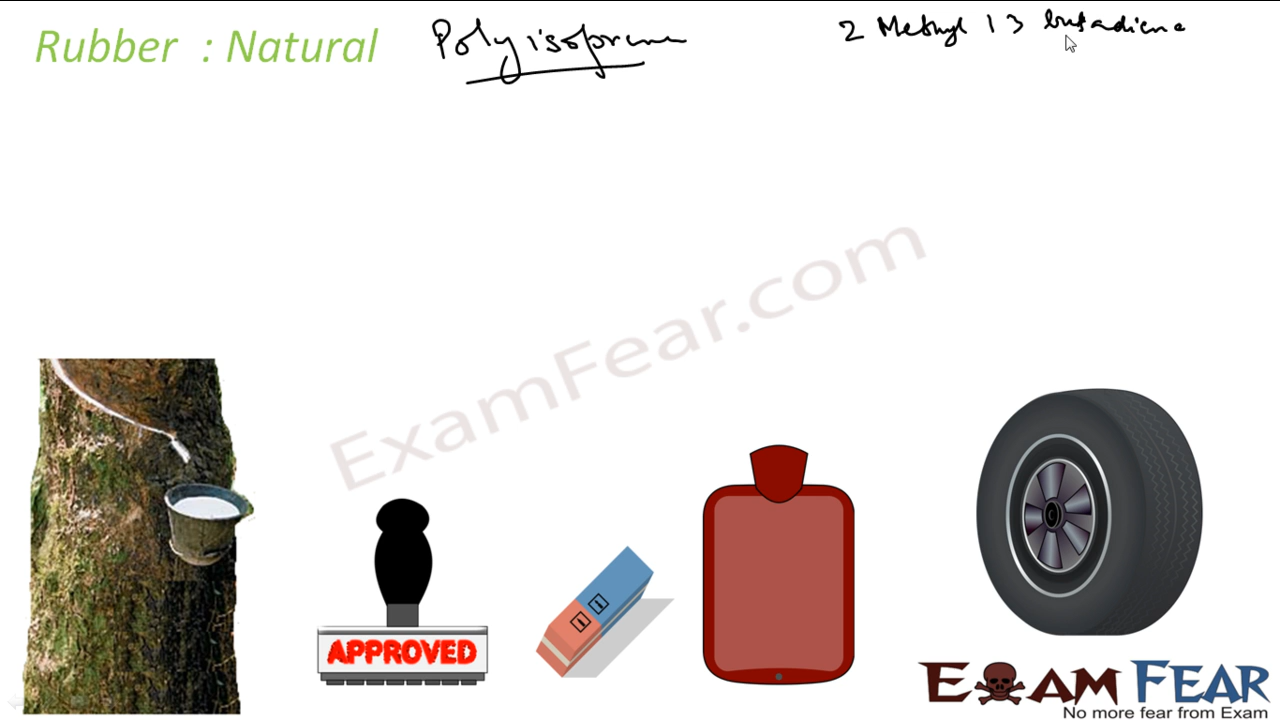 Rubber : Natural
Polyisoprene
2 Methyl 1 3 butadiene
ExamFear.com
APPROVED
EXAM FEAR
No more fear from Exam